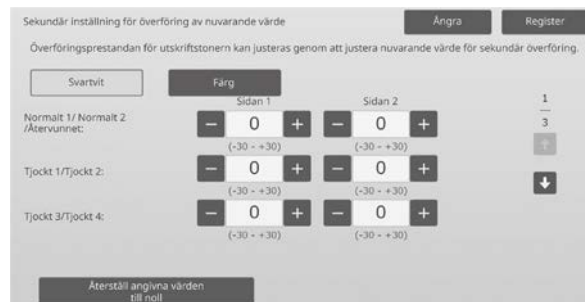 Sekundär inställning för överföring av nuvarande värde
Ångra
Register
Överföringsprestandan för utskriftstonern kan justeras genom att justera nuvarande värde för sekundär överföring.
Svartvit
Färg
Sidan 1
Sidan 2
1
3
Normalt 1/ Normalt 2
/Återvunnet:
− 0 +
− 0 +
(-30 - +30)
(-30 - +30)
Tjockt 1/Tjockt 2:
− 0 +
− 0 +
(-30 - +30)
(-30 - +30)
Tjockt 3/Tjockt 4:
− 0 +
− 0 +
(-30 - +30)
(-30 - +30)
Återställ angivna värden
till noll